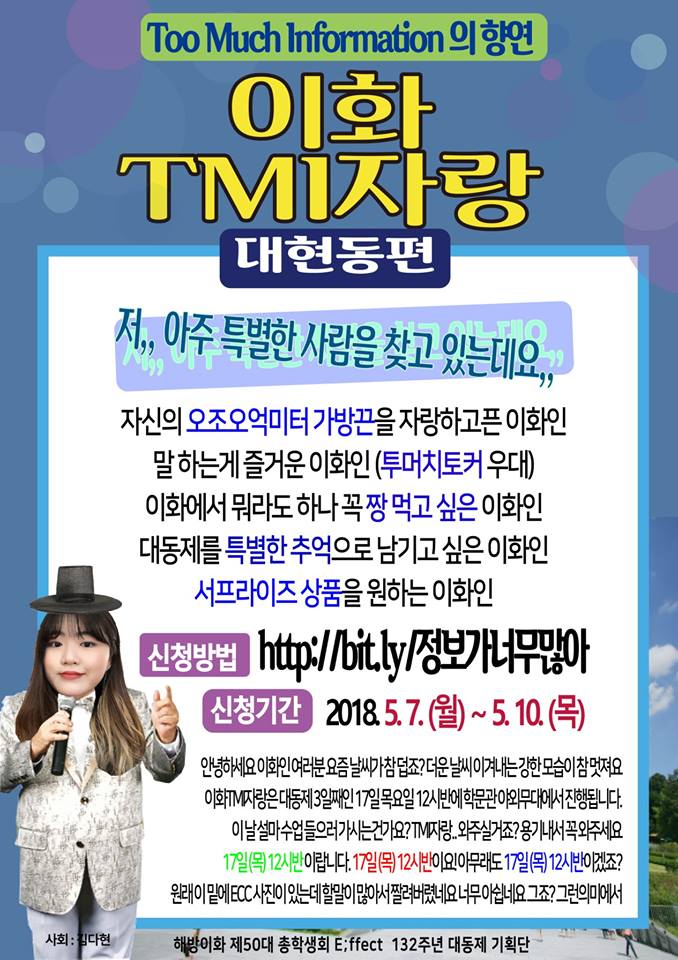 Too Much Information의 향연
이화
TMI자랑
대현동편
저,, 아주 특별한 사람을 찾고 있는데요,,
자신의 오조오억미터 가방끈을 자랑하고픈 이화인
말 하는게 즐거운 이화인 (투머치토커 우대)
이화에서 뭐라도 하나 꼭 짱 먹고 싶은 이화인
대동제를 특별한 추억으로 남기고 싶은 이화인
서프라이즈 상품을 원하는 이화인
신청방법 http://bit.ly/정보가너무많아
신청기간 2018. 5. 7. (월) ~ 5. 10. (목)
안녕하세요 이화인 여러분 요즘 날씨가 참 덥죠? 더운 날씨 이겨내는 강한 모습이 참 멋져요
이화TMI자랑은 대동제 3일째인 17일 목요일 12시반에 학문관 야외무대에서 진행됩니다.
이 날 설마 수업 들으러 가시는건가요? TMI자랑.. 와주실거죠? 용기내서 꼭 와주세요
17일(목) 12시반이랍니다. 17일(목) 12시반이요! 아무래도 17일(목) 12시반이겠죠?
원래 이 밑에 ECC 사진이 있는데 할말이 많아서 짤려버렸네요 너무 아쉽네요 그죠? 그런의미에서
사회 : 김다현
해방이화 제50대 총학생회 E;ffect 132주년 대동제 기획단